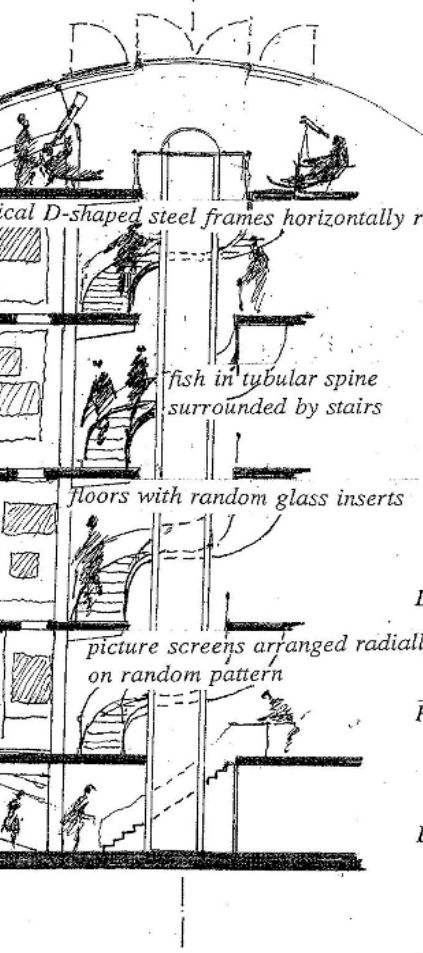 ical D-shaped steel frames horizontally r
fish in tubular spine
surrounded by stairs
floors with random glass inserts
picture screens arranged radiall
on random pattern